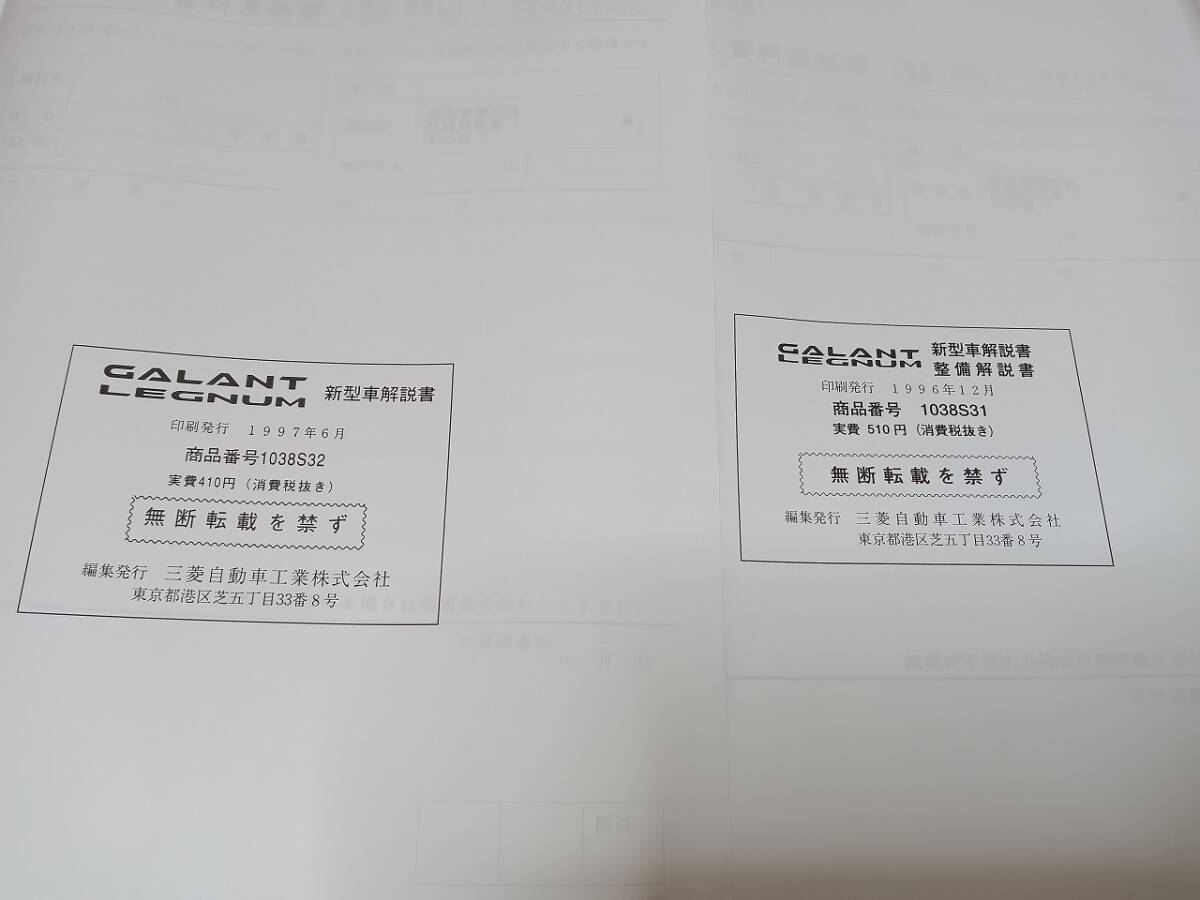 GALANT
LEGNUM 新型車解説書
印刷発行 1997年6月
商品番号1038S32
実費410円(消費税抜き)
無断転載を禁ず
編集発行 三菱自動車工業株式会社
東京都港区芝五丁目33番8号
GALANT 新型車解説書
LEGNUM 整備解説書
印刷発行 1996年12月
商品番号 1038S31
実費 510円(消費税抜き)
無断転載を禁ず
編集発行 三菱自動車工業株式会社
東京都港区芝五丁目33番8号